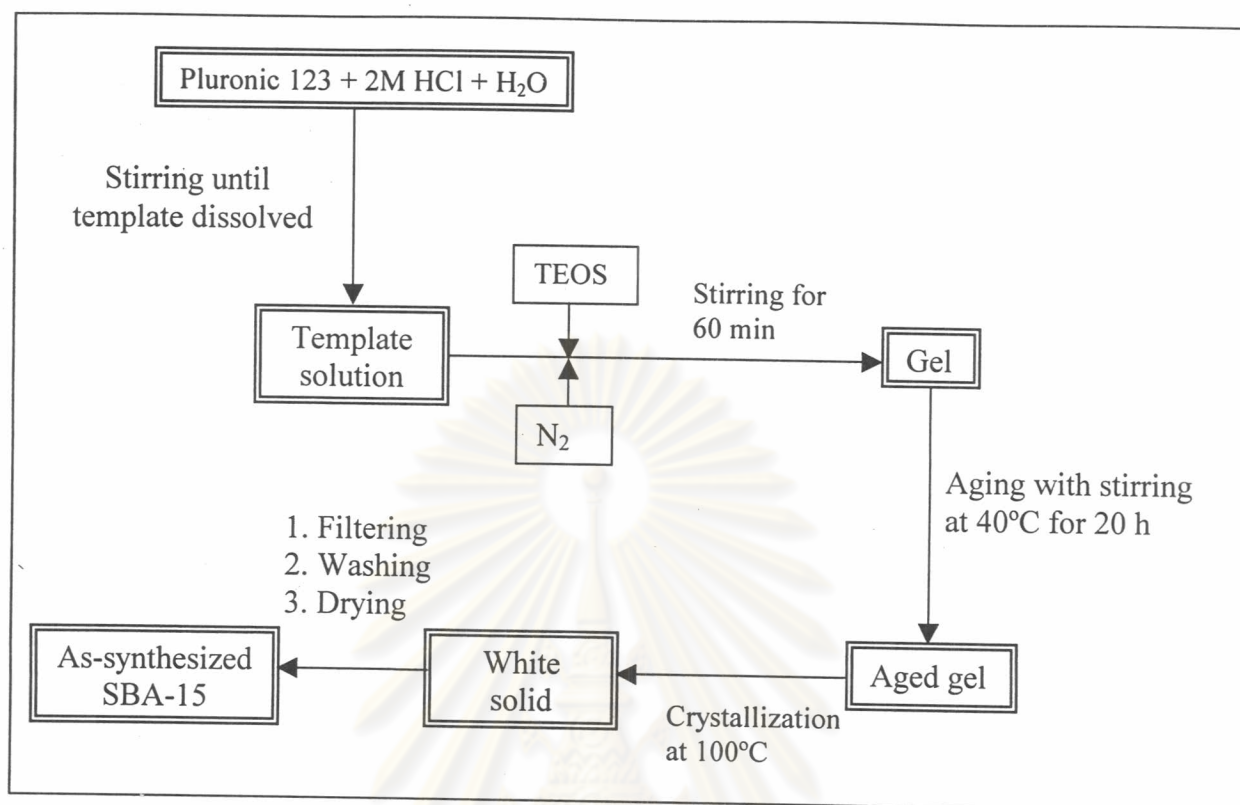 Pluronic 123 + 2M HCl + H₂O
Stirring until
template dissolved
TEOS
Stirring for
60 min
Template
solution
Gel
N₂
Aging with stirring
at 40ºC for 20 h
1. Filtering
2. Washing
3. Drying
As-synthesized
SBA-15
White
solid
Aged gel
Crystallization
at 100ºC